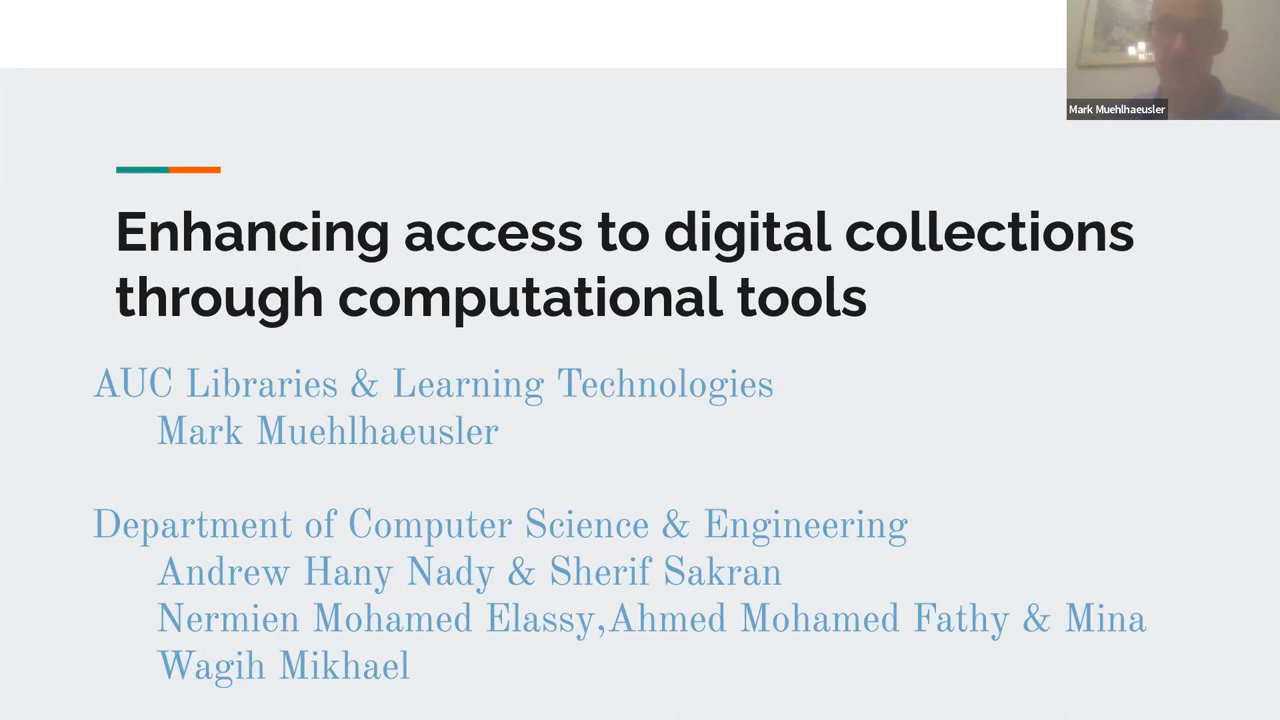 Mark Muehlhaeusler
Enhancing access to digital collections
through computational tools
AUC Libraries & Learning Technologies
Mark Muehlhaeusler
Department of Computer Science & Engineering
Andrew Hany Nady & Sherif Sakran
Nermien Mohamed Elassy,Ahmed Mohamed Fathy & Mina
Wagih Mikhael